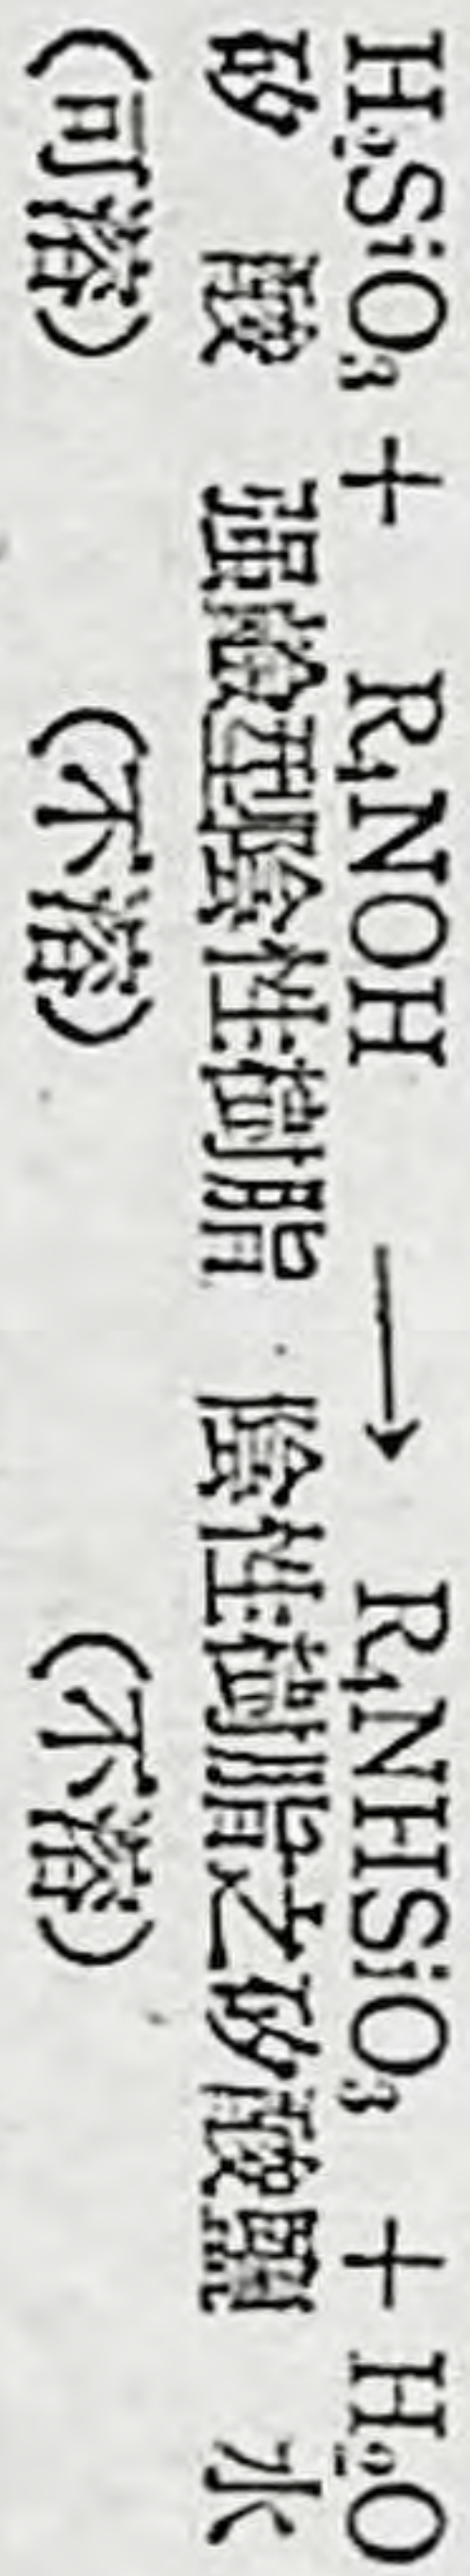 H₂SiO₃ + R₄NOH → R₄NHSiO₃ + H₂O
矽 酸 强鹼型陰性樹脂 陰性樹脂之矽酸鹽 水
(可溶) (不溶) (不溶)